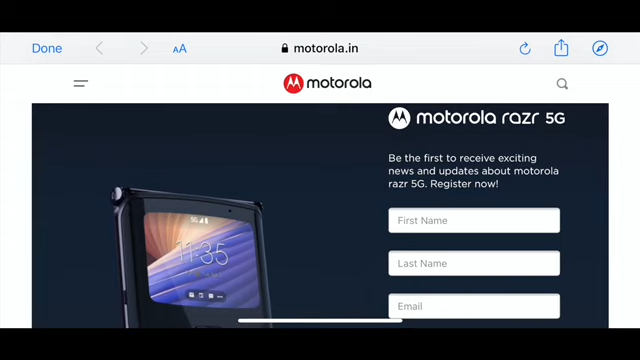 Done
AA
motorola.in
motorola
motorola razr 5G
Be the first to receive exciting
news and updates about motorola
razr 5G. Register now!
First Name
Last Name
Email
5G
11:35